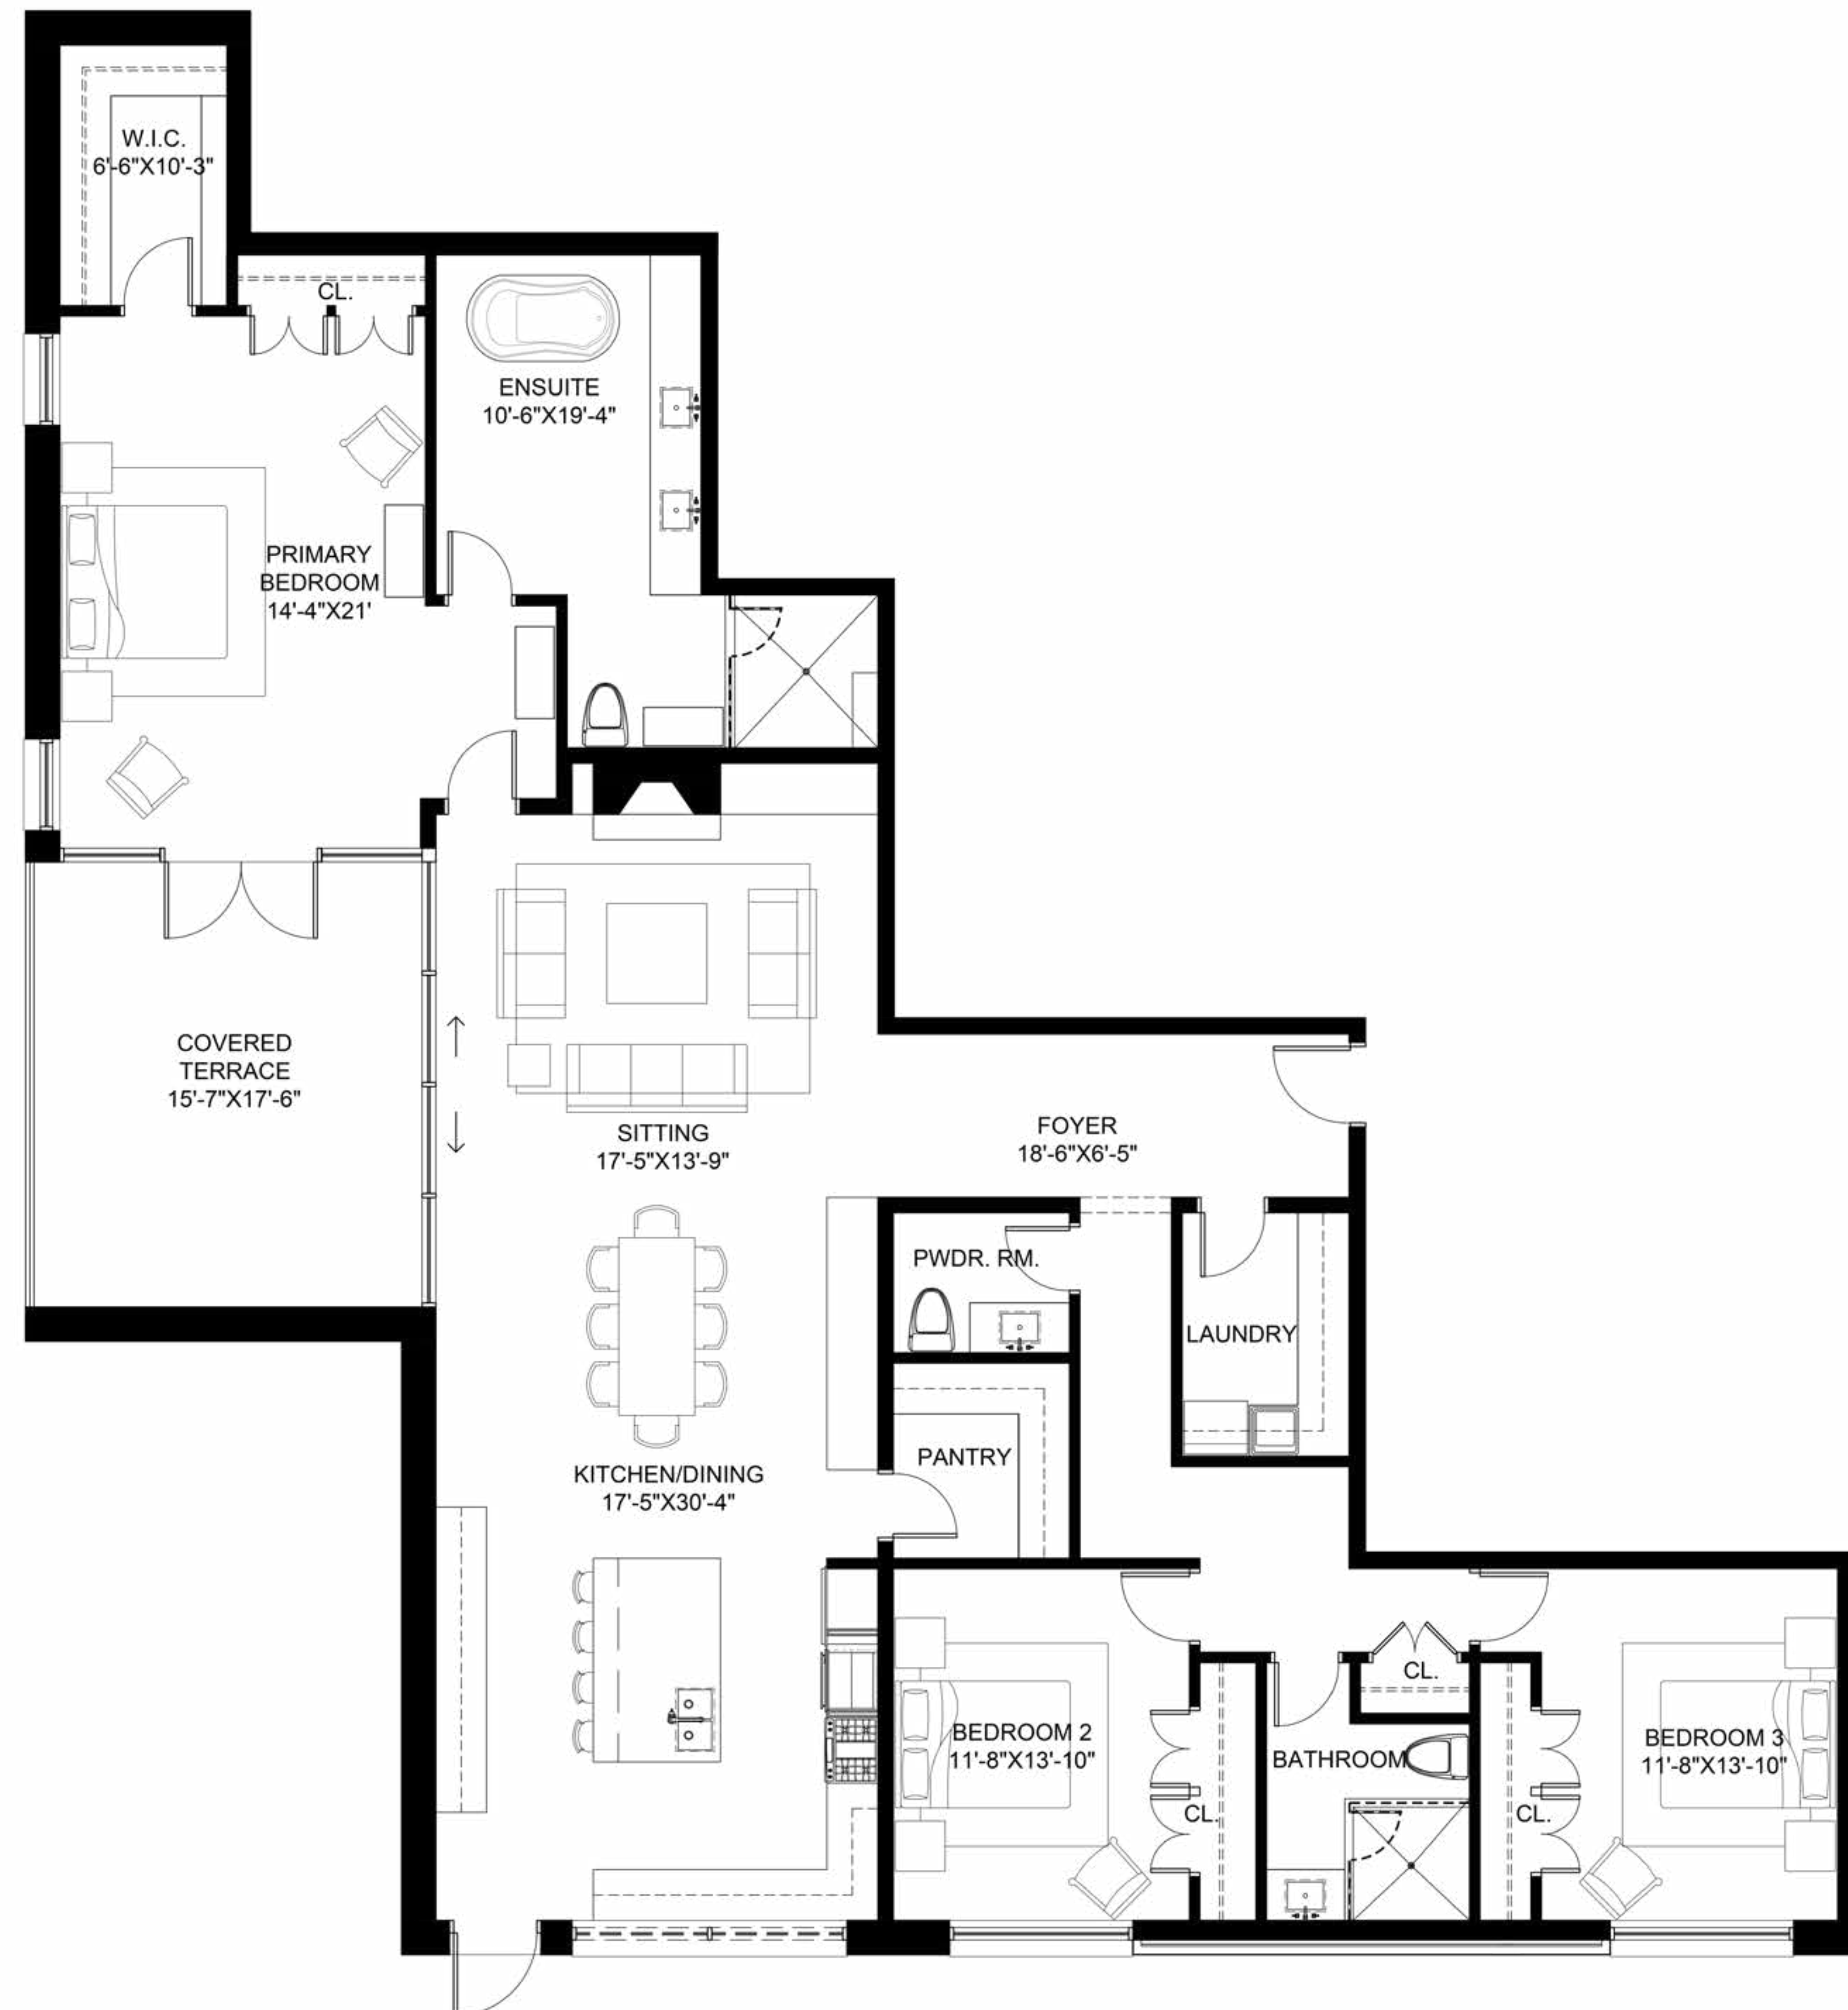 W.I.C.
6'-6"X10'-3"
CL.
ENSUITE
10'-6"X19'-4"
PRIMARY
BEDROOM
14'-4"X21'
COVERED
TERRACE
15'-7"X17'-6"
SITTING
17'-5"X13'-9"
FOYER
18'-6"X6'-5"
PWDR. RM.
LAUNDRY
PANTRY
KITCHEN/DINING
17'-5"X30'-4"
CL.
BEDROOM 2
11'-8"X13'-10"
BATHROOM
BEDROOM 3
11'-8"X13'-10"
CL.
CL.